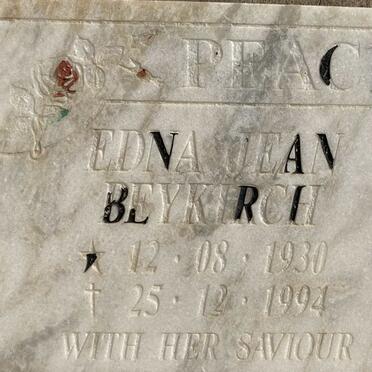 PEAC
EDNA JEAN
BEYKIRCH
★ 12 · 08 · 1930
† 25 · 12 · 1994
WITH HER SAVIOUR